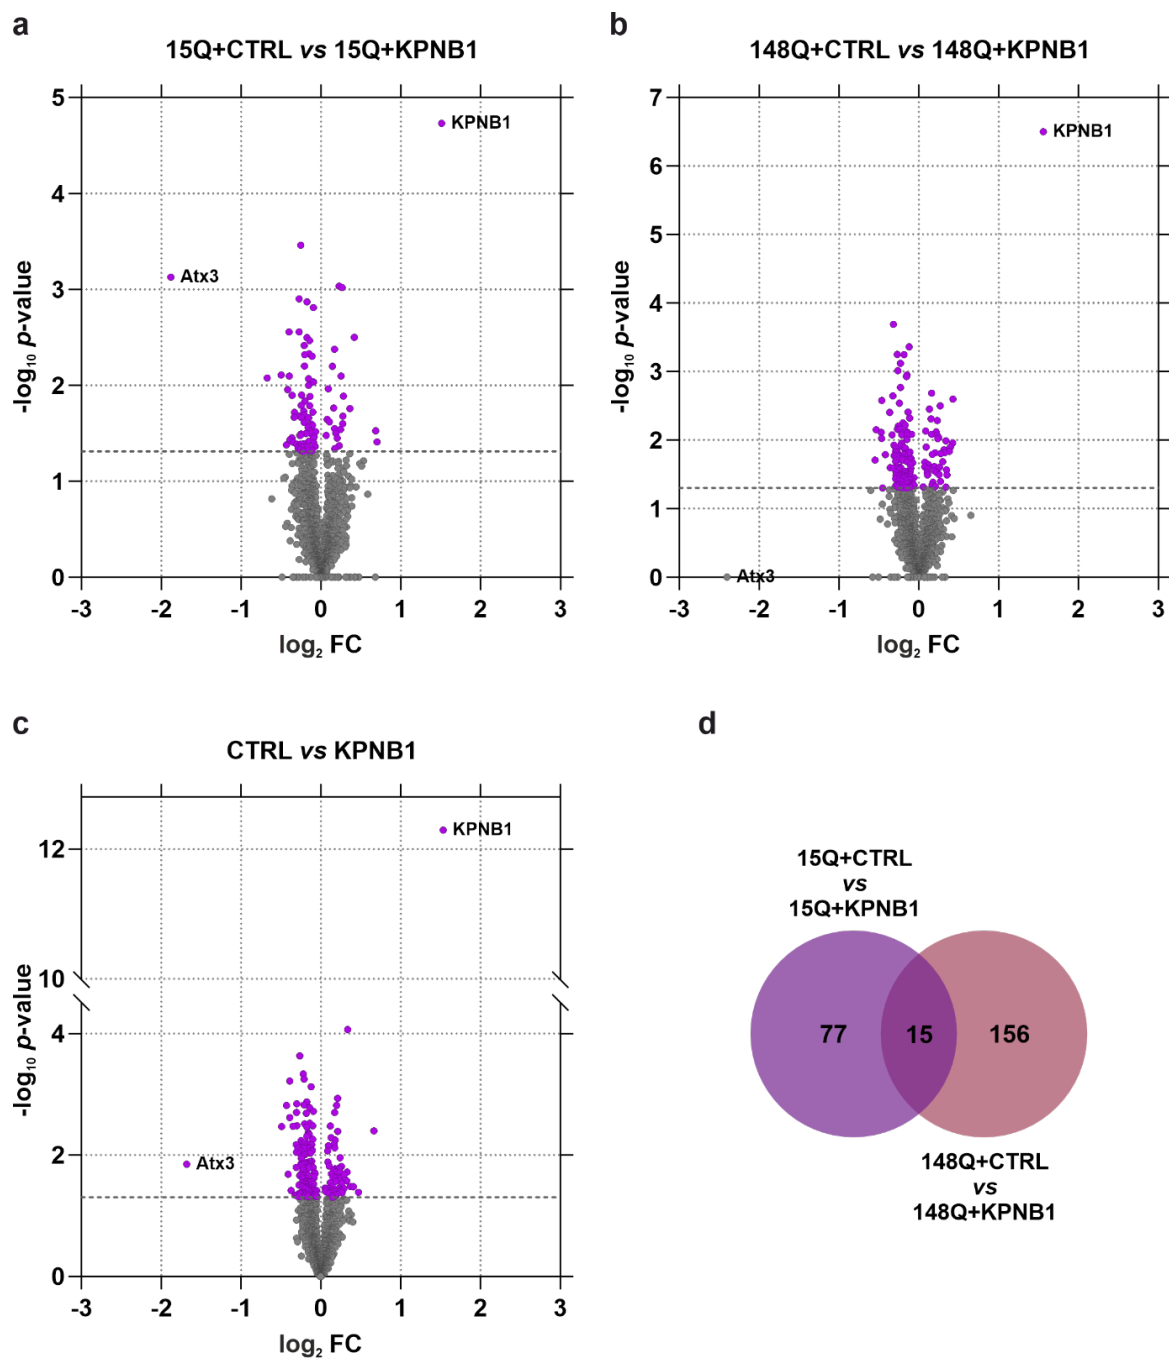 a
15Q+CTRL vs 15Q+KPNB1
5
4
3
2
1
0
-log₁₀ p-value
KPNB1
Atx3
-3 -2 -1 0 1 2 3
log₂ FC
b
148Q+CTRL vs 148Q+KPNB1
7
6
5
4
3
2
1
0
-log₁₀ p-value
KPNB1
Atx3
-3 -2 -1 0 1 2 3
log₂ FC
c
CTRL vs KPNB1
12
10
4
2
0
-log₁₀ p-value
KPNB1
Atx3
-3 -2 -1 0 1 2 3
log₂ FC
d
15Q+CTRL
vs
15Q+KPNB1
77 15 156
148Q+CTRL
vs
148Q+KPNB1